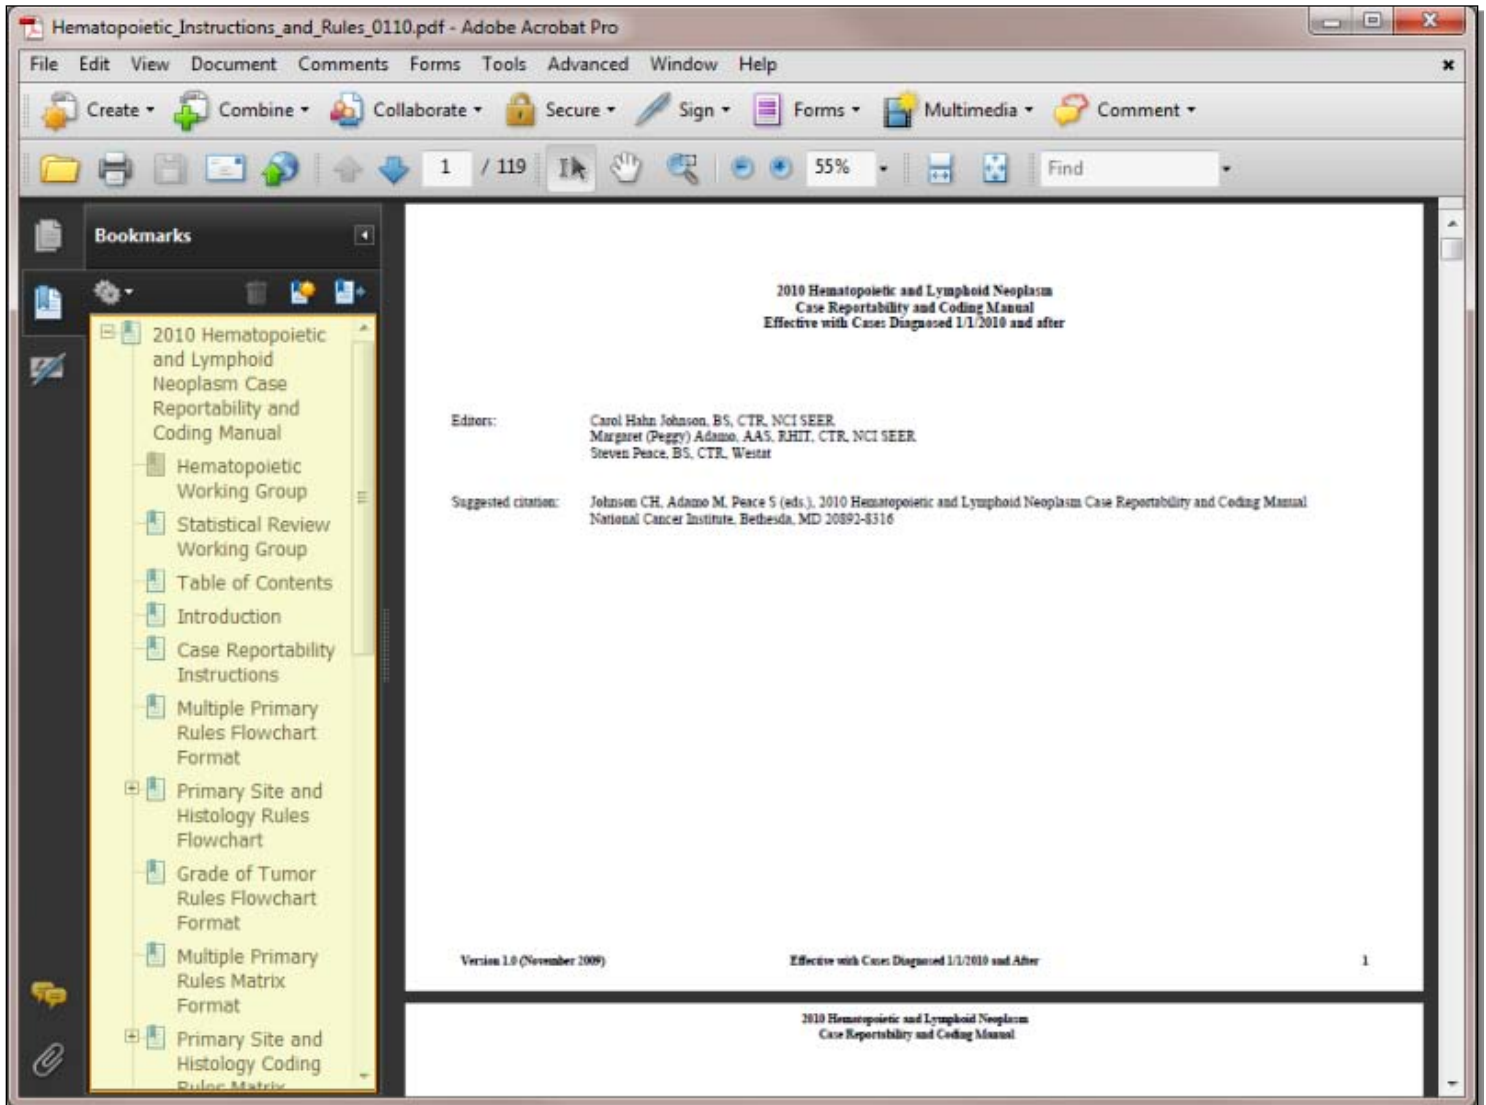 Hematopoietic_Instructions_and_Rules_0110.pdf - Adobe Acrobat Pro
File Edit View Document Comments Forms Tools Advanced Window Help
Create Combine Collaborate Secure Sign Forms Multimedia Comment
1 / 119 55% Find
Bookmarks
2010 Hematopoietic
and Lymphoid
Neoplasm Case
Reportability and
Coding Manual
Hematopoietic
Working Group
Statistical Review
Working Group
Table of Contents
Introduction
Case Reportability
Instructions
Multiple Primary
Rules Flowchart
Format
Primary Site and
Histology Rules
Flowchart
Grade of Tumor
Rules Flowchart
Format
Multiple Primary
Rules Matrix
Format
Primary Site and
Histology Coding
Rules Matrix
2010 Hematopoietic and Lymphoid Neoplasm
Case Reportability and Coding Manual
Effective with Cases Diagnosed 1/1/2010 and after
Editors: Carol Hahn Johnson, BS, CTR, NCI SEER
Margaret (Peggy) Adamo, AAS, RHIT, CTR, NCI SEER
Steven Peace, BS, CTR, Westat
Suggested citation: Johnson CH, Adamo M, Peace S (eds.), 2010 Hematopoietic and Lymphoid Neoplasm Case Reportability and Coding Manual
National Cancer Institute, Bethesda, MD 20892-8316
Version 1.0 (November 2009) Effective with Cases Diagnosed 1/1/2010 and After 1
2010 Hematopoietic and Lymphoid Neoplasm
Case Reportability and Coding Manual